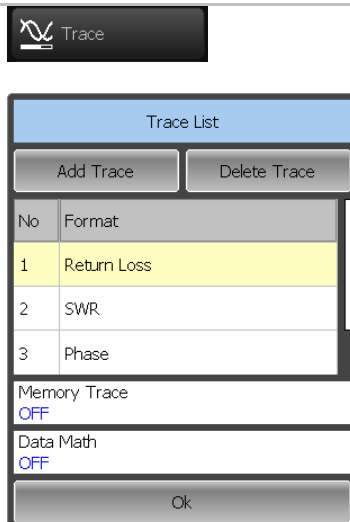 Trace
Trace List
Add Trace Delete Trace
No Format
1 Return Loss
2 SWR
3 Phase
Memory Trace
OFF
Data Math
OFF
Ok